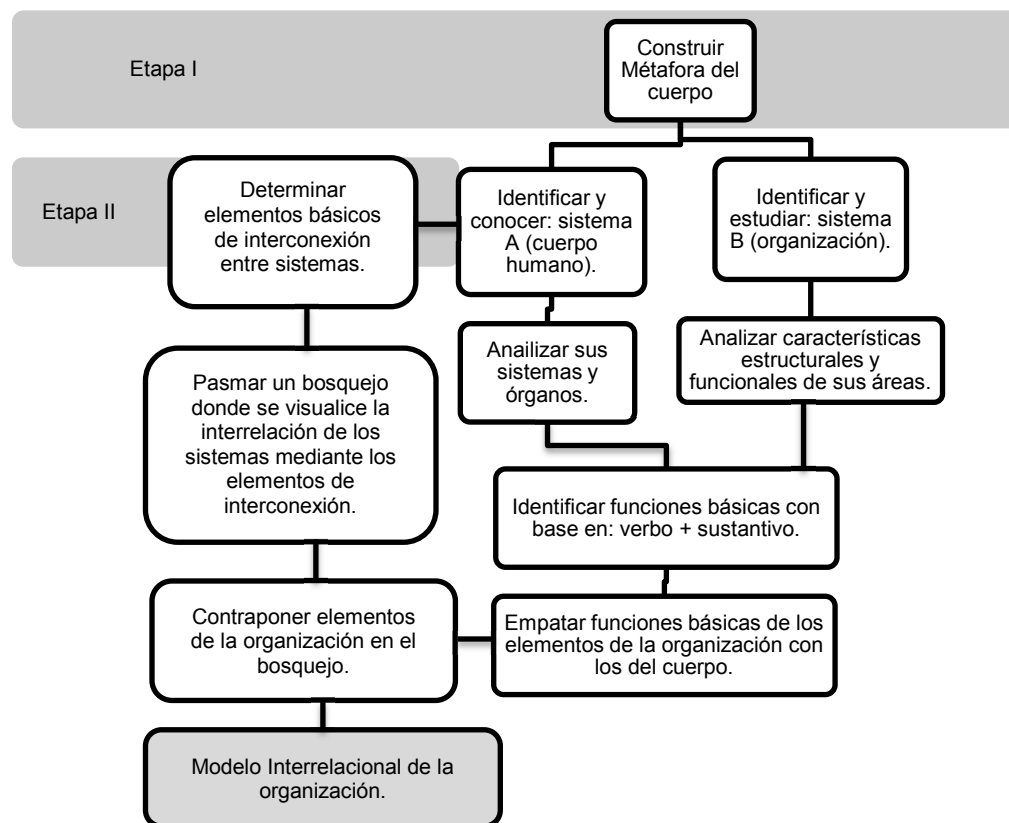 Etapa I
Construir
Métafora del
cuerpo
Etapa II
Determinar
elementos básicos
de interconexión
entre sistemas.
Identificar y
conocer: sistema
A (cuerpo
humano).
Identificar y
estudiar: sistema
B (organización).
Pasmar un bosquejo
donde se visualice la
interrelación de los
sistemas mediante los
elementos de
interconexión.
Anailizar sus
sistemas y
órganos.
Analizar características
estructurales y
funcionales de sus áreas.
Identificar funciones básicas con
base en: verbo + sustantivo.
Contraponer elementos
de la organización en el
bosquejo.
Empatar funciones básicas de los
elementos de la organización con
los del cuerpo.
Modelo Interrelacional de la
organización.